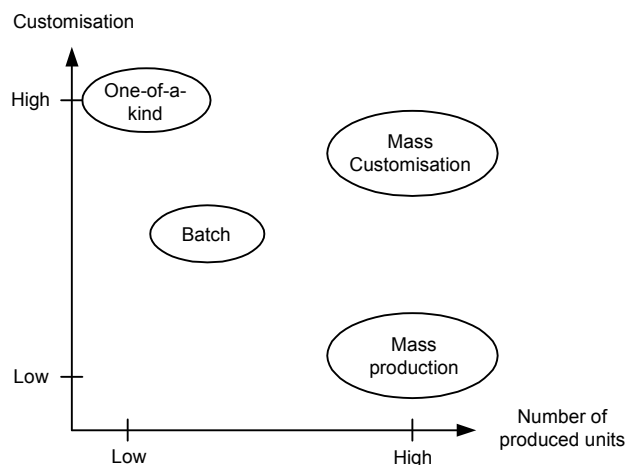 Customisation
High
One-of-a-
kind
Mass
Customisation
Batch
Mass
production
Low
Number of
produced units
Low
High